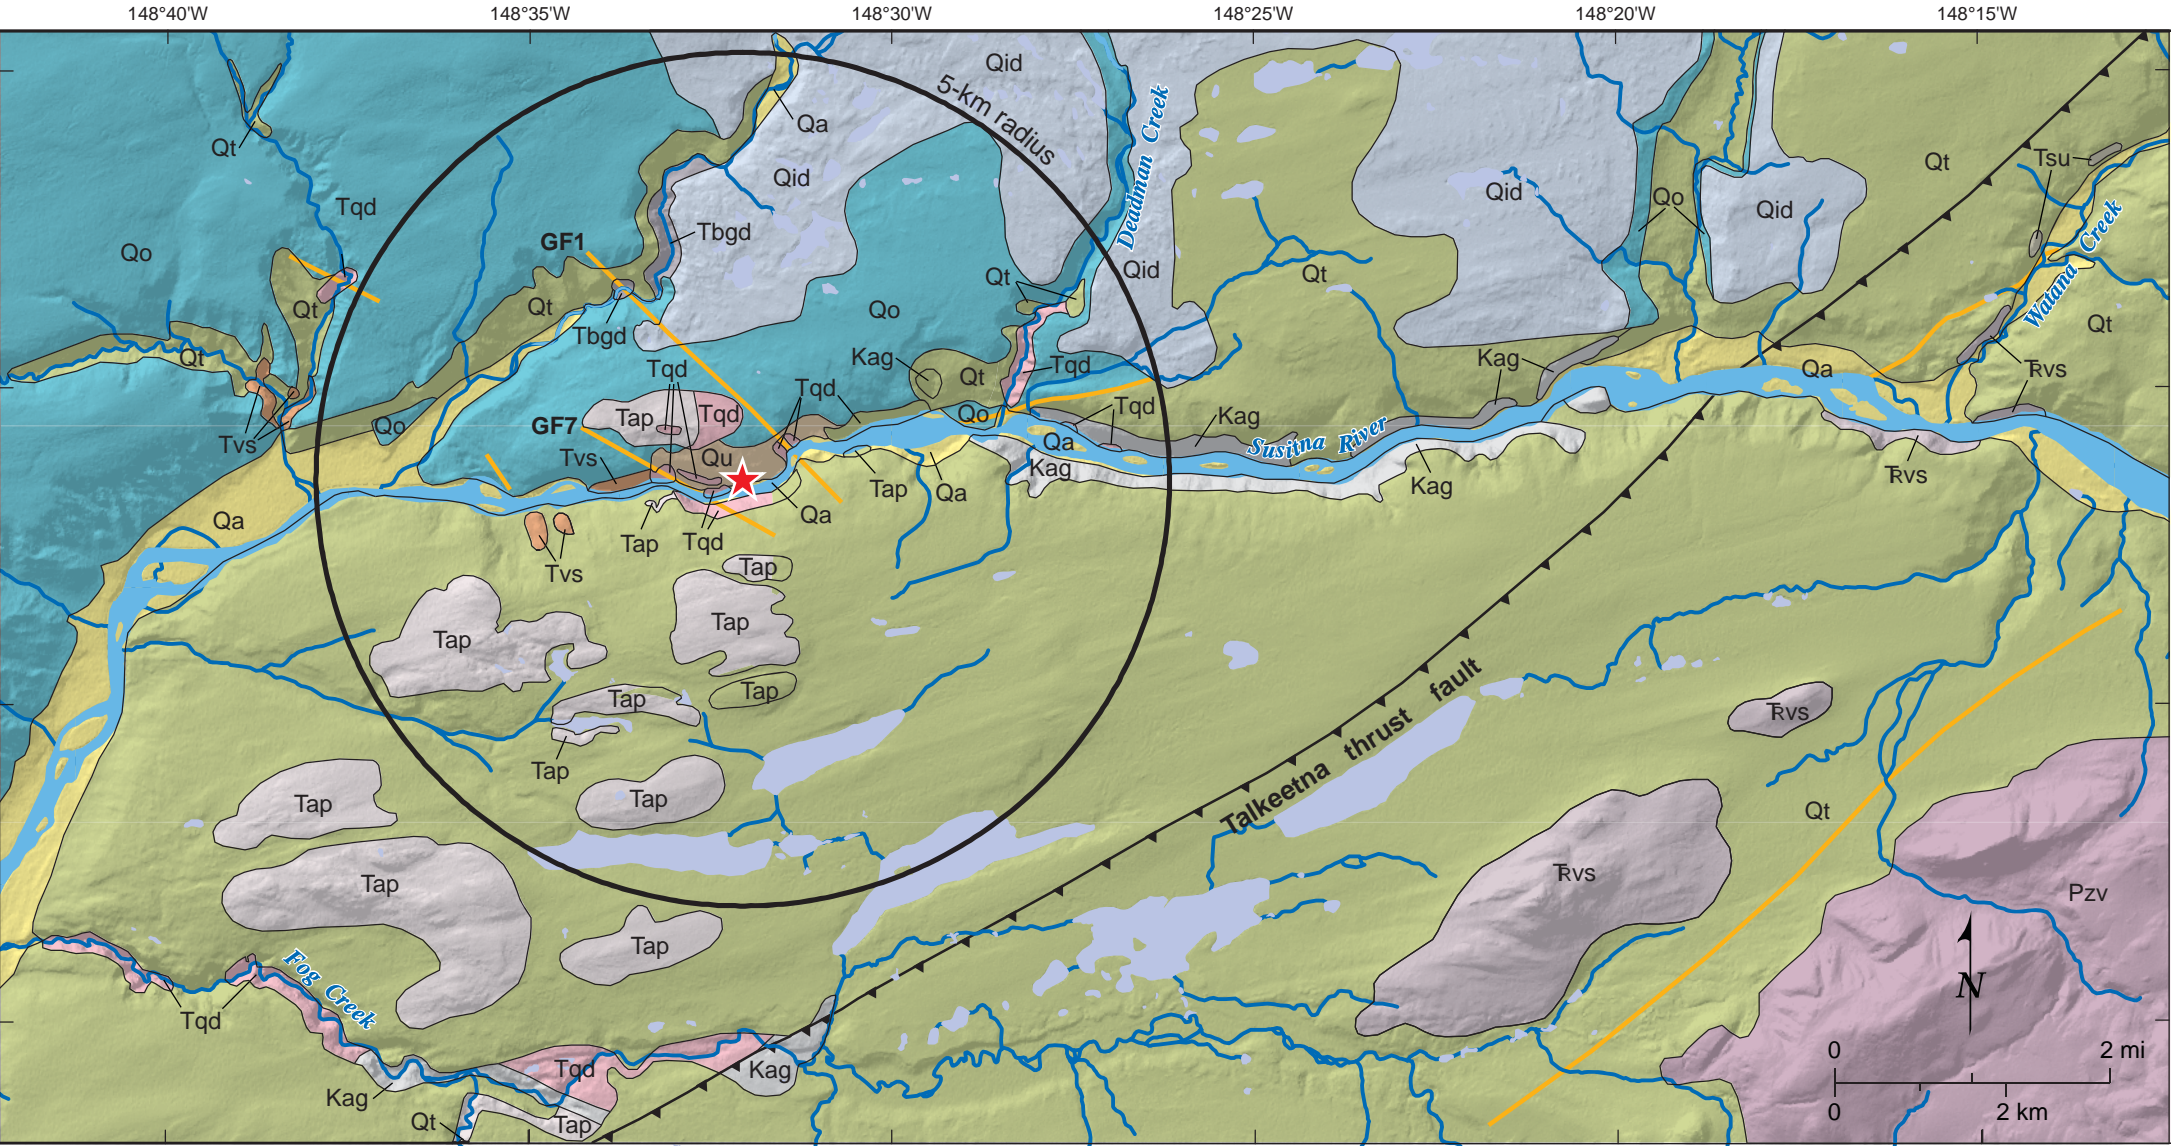 148°40'W 148°35'W 148°30'W 148°25'W 148°20'W 148°15'W
Qid
5-km radius
Deadman Creek
Qa
Qt
Qid
Qt
Tsu
Qid
Qo
Qid
Tqd
Tbgd
Qo
GF1
Watana Creek
Qt
Qid
Qt
Qt
Qt
Qo
Qt
Tbgd
Qt
Kag
Kag
Tqd
Tqd
Tqd
Qt
Qa
Rvs
Tap
Tqd
Qo
Tqd
Kag
GF7
Qo
Susitna River
Tvs
Qa
Tvs
Qu
Kag
Tap
Qa
Kag
Rvs
Qa
Qa
Tap
Tqd
Tvs
Tap
Tap
Tap
Tap
Tap
Talkeetna thrust fault
Rvs
Tap
Tap
Tap
Qt
Tap
Rvs
Pzv
Tap
Fog Creek
N
Tqd
Tqd
Kag
0 2 mi
Kag
0 2 km
Qt
Tap